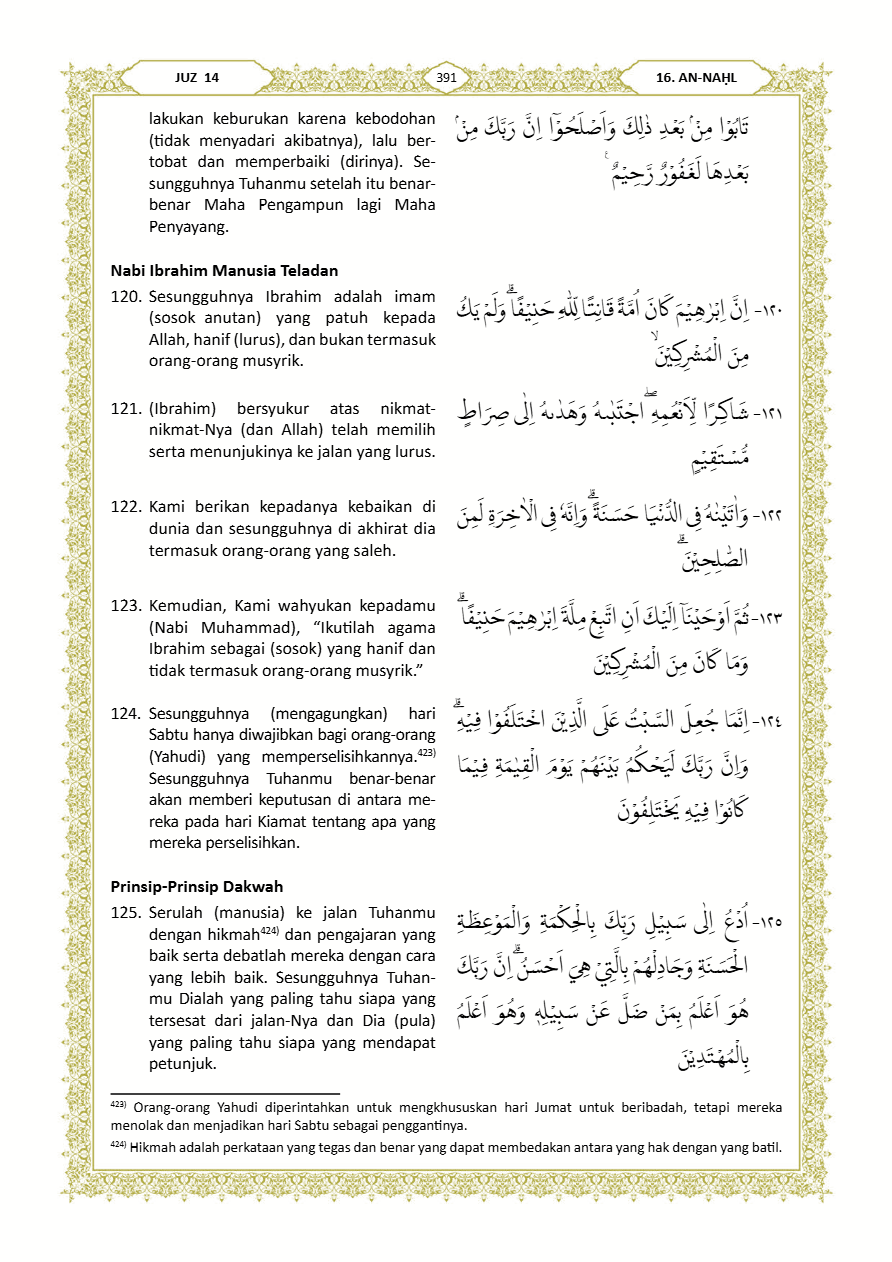 JUZ 14
391
16. AN-NAḤL
lakukan keburukan karena kebodohan
(tidak menyadari akibatnya), lalu ber-
tobat dan memperbaiki (dirinya). Se-
sungguhnya Tuhanmu setelah itu benar-
benar Maha Pengampun lagi Maha
Penyayang.
تَابُوْا مِنْۢ بَعْدِ ذٰلِكَ وَاَصْلَحُوْٓا اِنَّ رَبَّكَ مِنْۢ
بَعْدِهَا لَغَفُوْرٌ رَّحِيْمٌ ࣖ
Nabi Ibrahim Manusia Teladan
120. Sesungguhnya Ibrahim adalah imam
(sosok anutan) yang patuh kepada
Allah, hanif (lurus), dan bukan termasuk
orang-orang musyrik.
١٢٠- اِنَّ اِبْرٰهِيْمَ كَانَ اُمَّةً قَانِتًا لِّلّٰهِ حَنِيْفًاۗ وَلَمْ يَكُ
مِنَ الْمُشْرِكِيْنَۙ
121. (Ibrahim) bersyukur atas nikmat-
nikmat-Nya (dan Allah) telah memilih
serta menunjukinya ke jalan yang lurus.
١٢١- شَاكِرًا لِّاَنْعُمِهِۖ اجْتَبٰىهُ وَهَدٰىهُ اِلٰى صِرَاطٍ
مُّسْتَقِيْمٍ
122. Kami berikan kepadanya kebaikan di
dunia dan sesungguhnya di akhirat dia
termasuk orang-orang yang saleh.
١٢٢- وَاٰتَيْنٰهُ فِى الدُّنْيَا حَسَنَةً ۗوَاِنَّهٗ فِى الْاٰخِرَةِ لَمِنَ
الصّٰلِحِيْنَۗ
123. Kemudian, Kami wahyukan kepadamu
(Nabi Muhammad), “Ikutilah agama
Ibrahim sebagai (sosok) yang hanif dan
tidak termasuk orang-orang musyrik.”
١٢٣- ثُمَّ اَوْحَيْنَآ اِلَيْكَ اَنِ اتَّبِعْ مِلَّةَ اِبْرٰهِيْمَ حَنِيْفًاۗ
وَمَا كَانَ مِنَ الْمُشْرِكِيْنَ
124. Sesungguhnya (mengagungkan) hari
Sabtu hanya diwajibkan bagi orang-orang
(Yahudi) yang memperselisihkannya.423)
Sesungguhnya Tuhanmu benar-benar
akan memberi keputusan di antara me-
reka pada hari Kiamat tentang apa yang
mereka perselisihkan.
١٢٤- اِنَّمَا جُعِلَ السَّبْتُ عَلَى الَّذِيْنَ اخْتَلَفُوْا فِيْهِۗ
وَاِنَّ رَبَّكَ لَيَحْكُمُ بَيْنَهُمْ يَوْمَ الْقِيٰمَةِ فِيْمَا
كَانُوْا فِيْهِ يَخْتَلِفُوْنَ
Prinsip-Prinsip Dakwah
125. Serulah (manusia) ke jalan Tuhanmu
dengan hikmah424) dan pengajaran yang
baik serta debatlah mereka dengan cara
yang lebih baik. Sesungguhnya Tuhan-
mu Dialah yang paling tahu siapa yang
tersesat dari jalan-Nya dan Dia (pula)
yang paling tahu siapa yang mendapat
petunjuk.
١٢٥- اُدْعُ اِلٰى سَبِيْلِ رَبِّكَ بِالْحِكْمَةِ وَالْمَوْعِظَةِ
الْحَسَنَةِ وَجَادِلْهُمْ بِالَّتِيْ هِيَ اَحْسَنُۗ اِنَّ رَبَّكَ
هُوَ اَعْلَمُ بِمَنْ ضَلَّ عَنْ سَبِيْلِهٖ وَهُوَ اَعْلَمُ
بِالْمُهْتَدِيْنَ
423) Orang-orang Yahudi diperintahkan untuk mengkhususkan hari Jumat untuk beribadah, tetapi mereka
menolak dan menjadikan hari Sabtu sebagai penggantinya.
424) Hikmah adalah perkataan yang tegas dan benar yang dapat membedakan antara yang hak dengan yang batil.